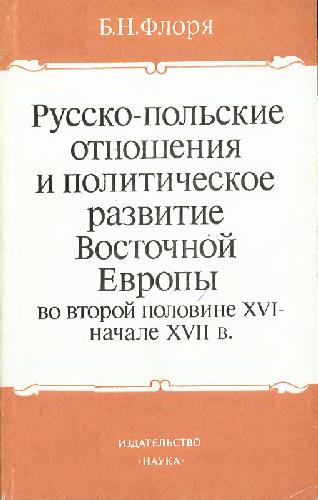 Б.Н.Флоря
Русско-польские
отношения
и политическое
развитие
Восточной
Европы
во второй половине XVI-
начале XVII в.
ИЗДАТЕЛЬСТВО
«НАУКА»